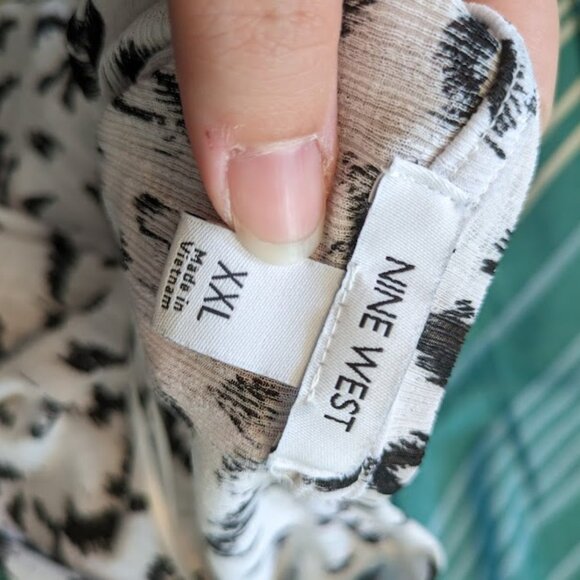 NINE WEST
XXL
Made in
Vietnam